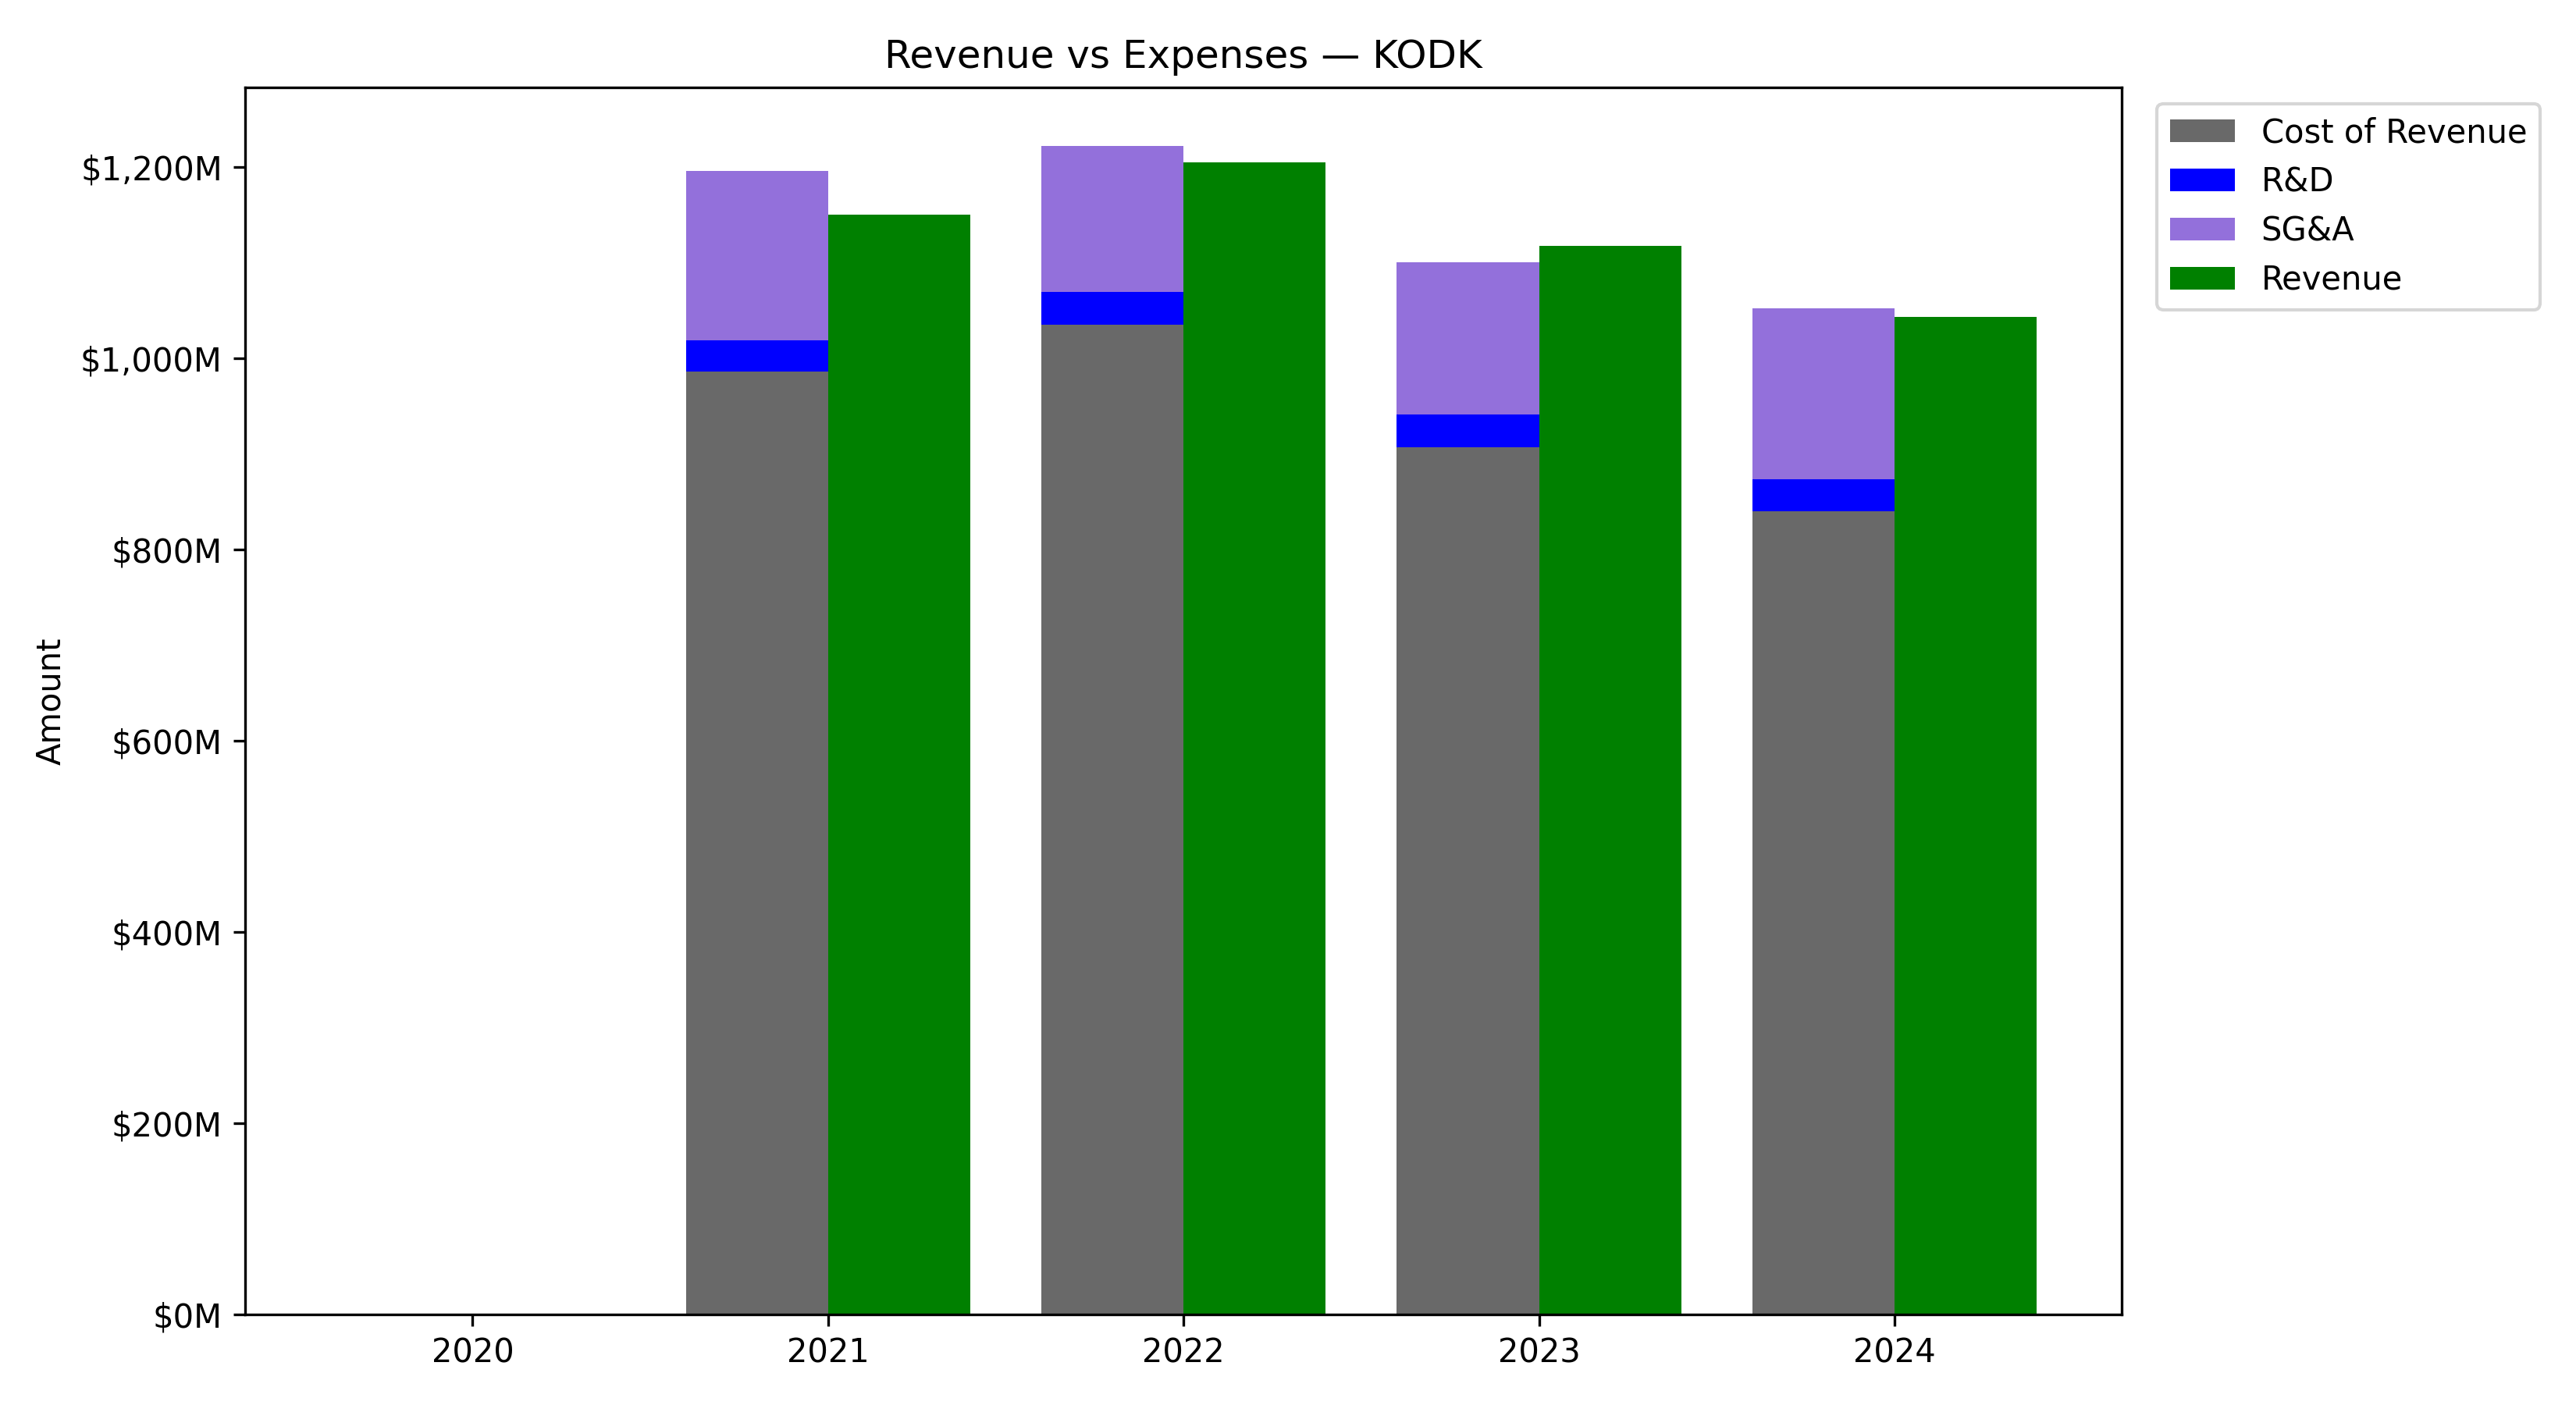 Revenue vs Expenses — KODK
Amount
$1,200M
$1,000M
$800M
$600M
$400M
$200M
$0M
2020
2021
2022
2023
2024
Cost of Revenue
R&D
SG&A
Revenue